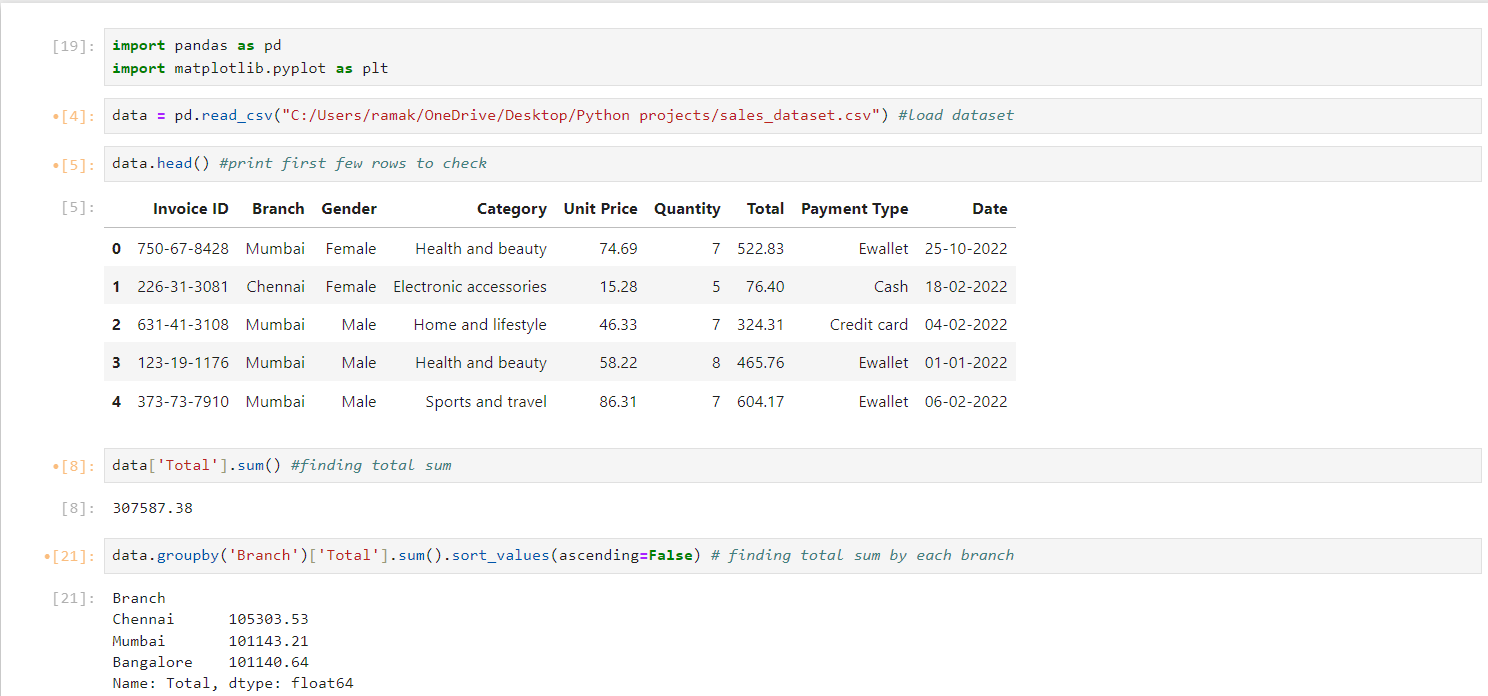 [19]: import pandas as pd
import matplotlib.pyplot as plt
•[4]: data = pd.read_csv("C:/Users/ramak/OneDrive/Desktop/Python projects/sales_dataset.csv") #load dataset
•[5]: data.head() #print first few rows to check
[5]: Invoice ID Branch Gender Category Unit Price Quantity Total Payment Type Date
0 750-67-8428 Mumbai Female Health and beauty 74.69 7 522.83 Ewallet 25-10-2022
1 226-31-3081 Chennai Female Electronic accessories 15.28 5 76.40 Cash 18-02-2022
2 631-41-3108 Mumbai Male Home and lifestyle 46.33 7 324.31 Credit card 04-02-2022
3 123-19-1176 Mumbai Male Health and beauty 58.22 8 465.76 Ewallet 01-01-2022
4 373-73-7910 Mumbai Male Sports and travel 86.31 7 604.17 Ewallet 06-02-2022
•[8]: data['Total'].sum() #finding total sum
[8]: 307587.38
•[21]: data.groupby('Branch')['Total'].sum().sort_values(ascending=False) # finding total sum by each branch
[21]: Branch
Chennai 105303.53
Mumbai 101143.21
Bangalore 101140.64
Name: Total, dtype: float64